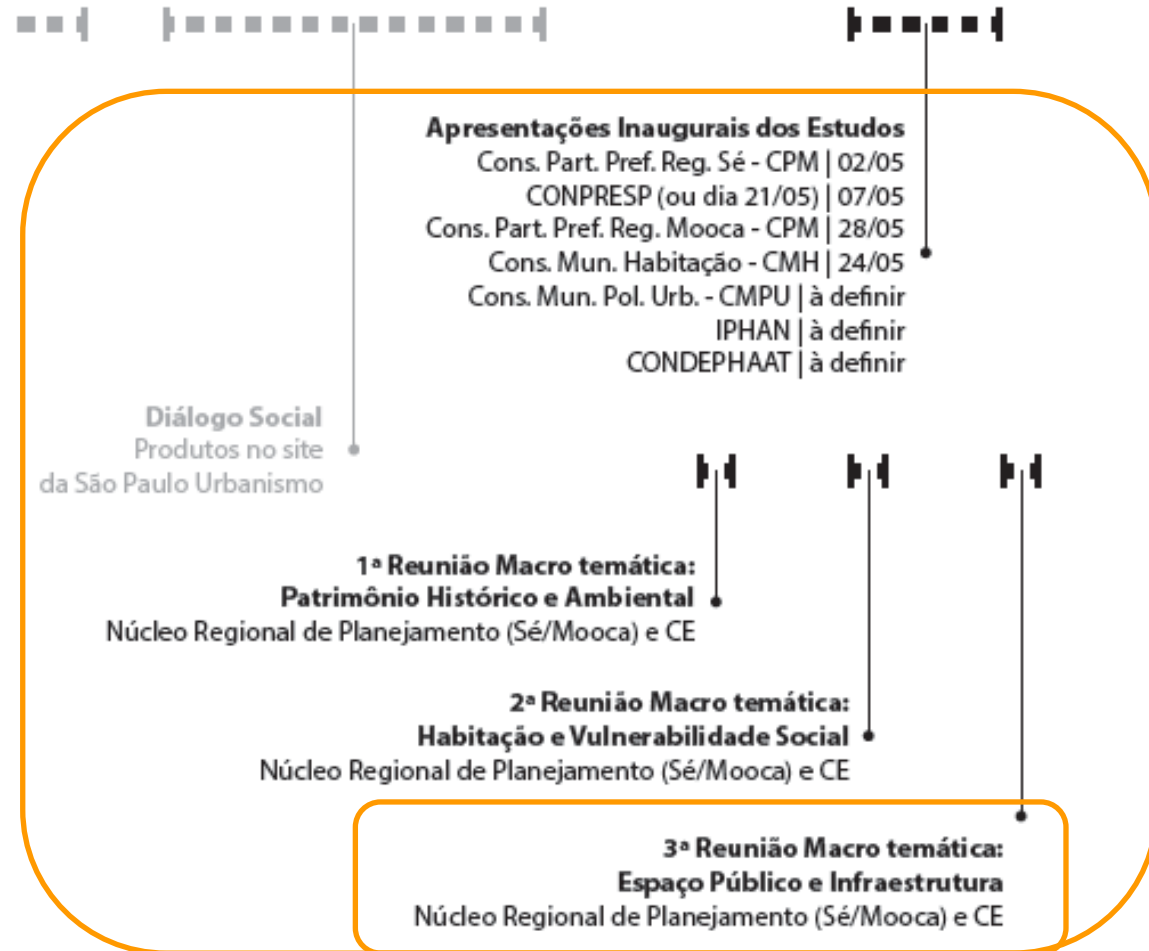 Apresentações Inaugurais dos Estudos
Cons. Part. Pref. Reg. Sé - CPM | 02/05
CONPRESP (ou dia 21/05) | 07/05
Cons. Part. Pref. Reg. Mooca - CPM | 28/05
Cons. Mun. Habitação - CMH | 24/05
Cons. Mun. Pol. Urb. - CMPU | à definir
IPHAN | à definir
CONDEPHAAT | à definir
Diálogo Social
Produtos no site
da São Paulo Urbanismo
1ª Reunião Macro temática:
Patrimônio Histórico e Ambiental
Núcleo Regional de Planejamento (Sé/Mooca) e CE
2ª Reunião Macro temática:
Habitação e Vulnerabilidade Social
Núcleo Regional de Planejamento (Sé/Mooca) e CE
3ª Reunião Macro temática:
Espaço Público e Infraestrutura
Núcleo Regional de Planejamento (Sé/Mooca) e CE